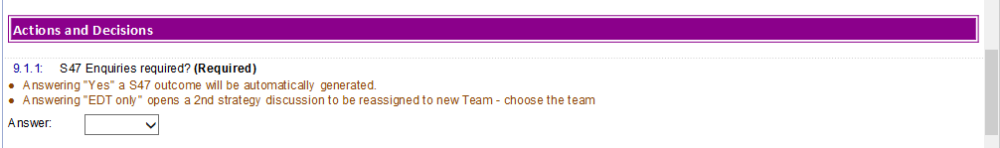 Actions and Decisions
9.1.1: S47 Enquiries required? (Required)
• Answering "Yes" a S47 outcome will be automatically generated.
• Answering "EDT only" opens a 2nd strategy discussion to be reassigned to new Team - choose the team
Answer: